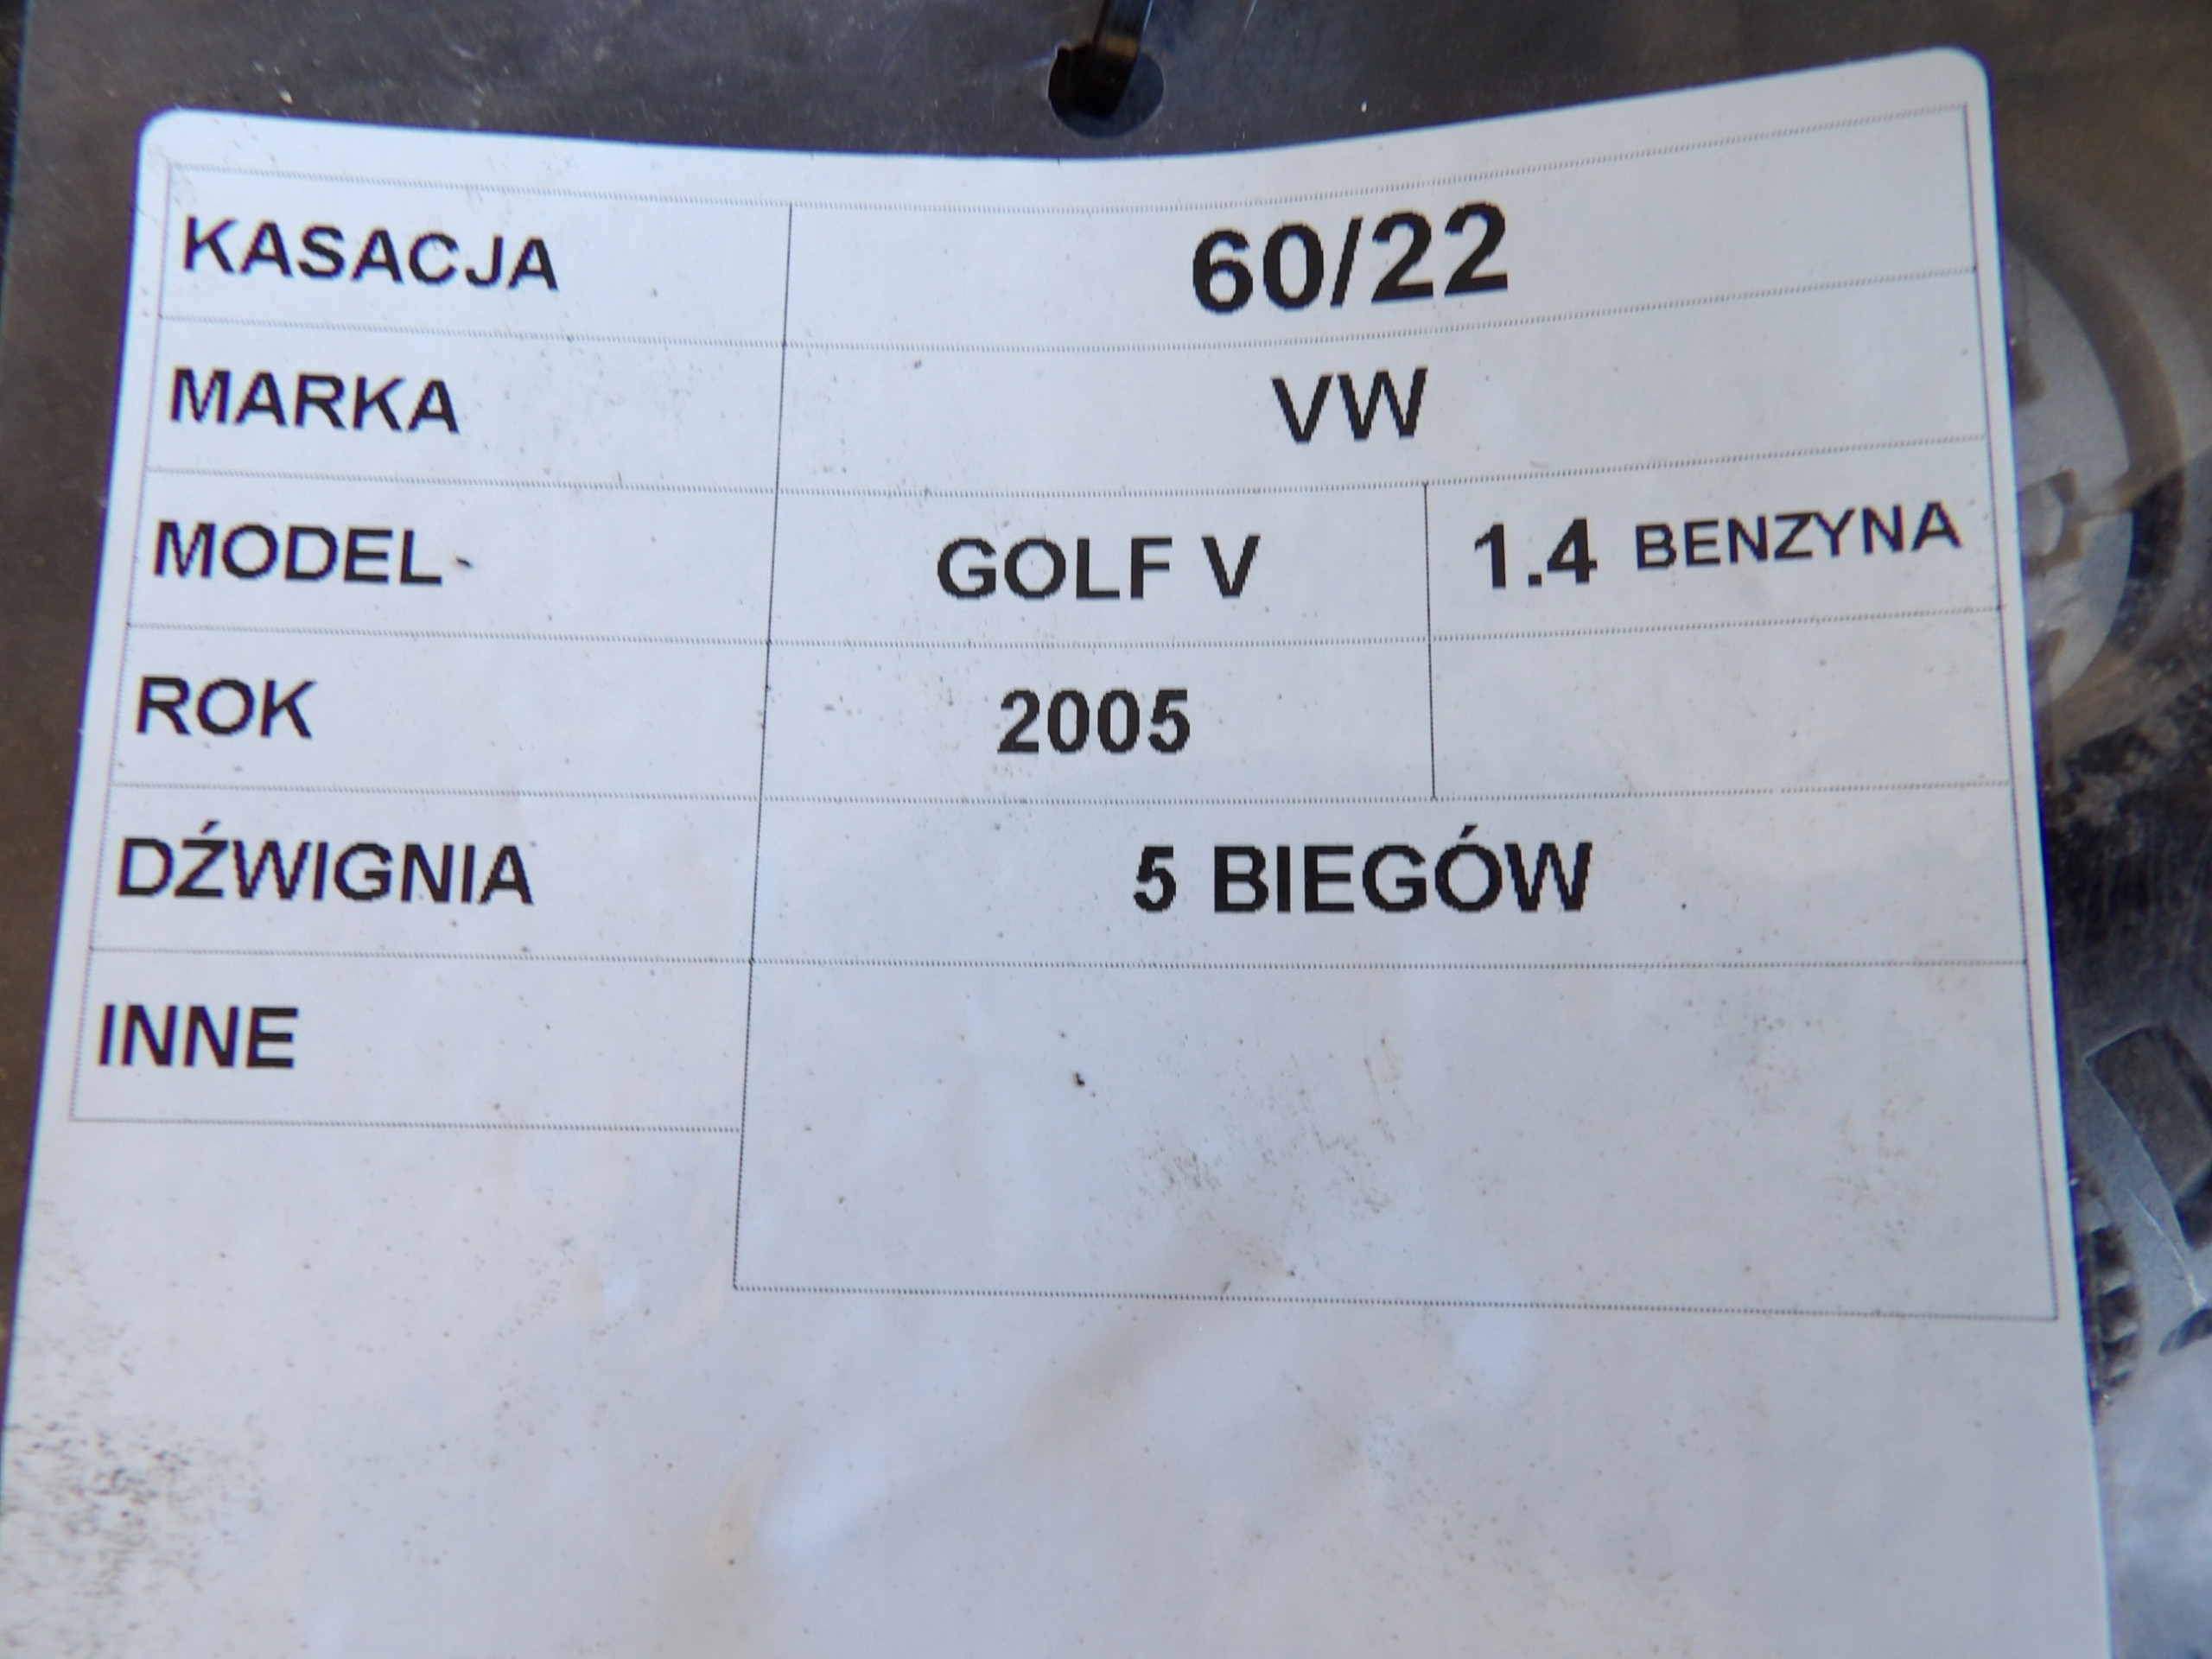 KASACJA 60/22
MARKA VW
MODEL GOLF V 1.4 BENZYNA
ROK 2005
DŹWIGNIA 5 BIEGÓW
INNE